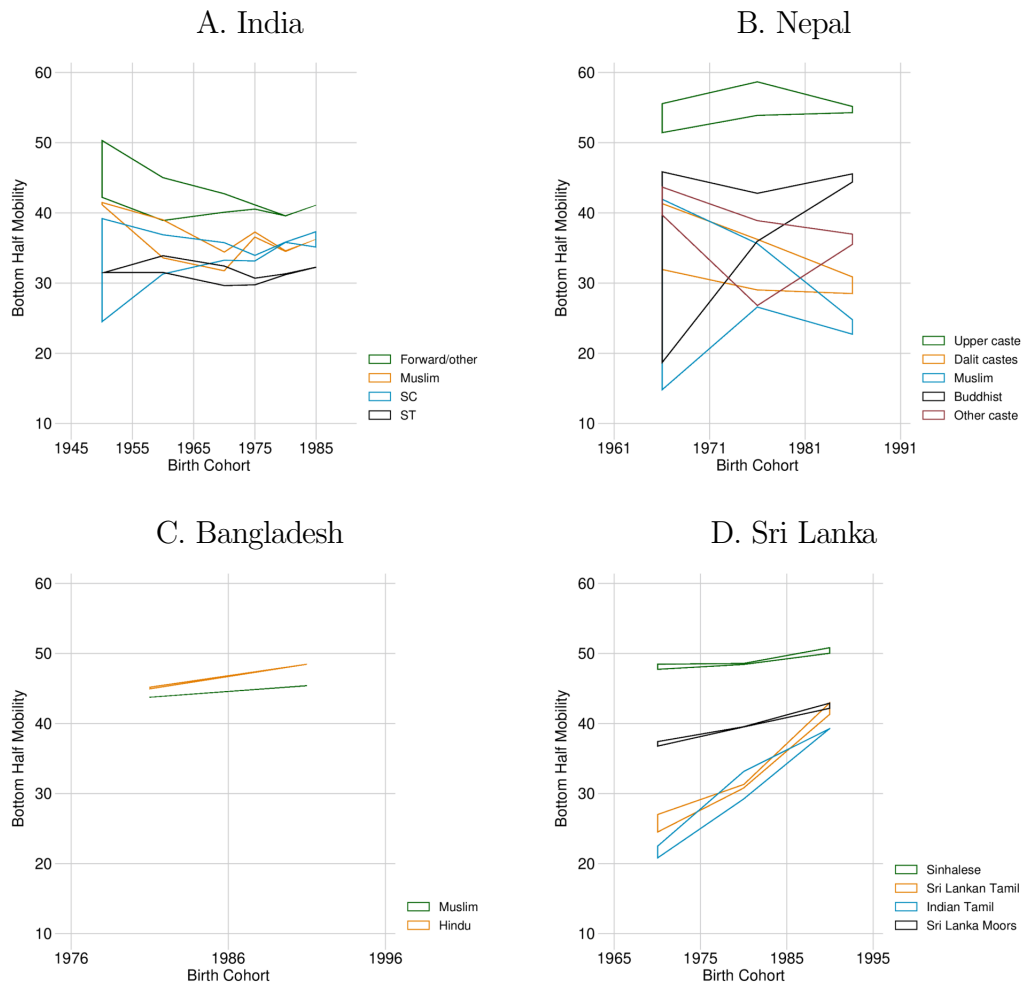 A. India
60
50
40
30
20
10
Bottom Half Mobility
1945 1955 1965 1975 1985
Birth Cohort
Forward/other
Muslim
SC
ST
B. Nepal
60
50
40
30
20
10
Bottom Half Mobility
1961 1971 1981 1991
Birth Cohort
Upper caste
Dalit castes
Muslim
Buddhist
Other caste
C. Bangladesh
60
50
40
30
20
10
Bottom Half Mobility
1976 1986 1996
Birth Cohort
Muslim
Hindu
D. Sri Lanka
60
50
40
30
20
10
Bottom Half Mobility
1965 1975 1985 1995
Birth Cohort
Sinhalese
Sri Lankan Tamil
Indian Tamil
Sri Lanka Moors